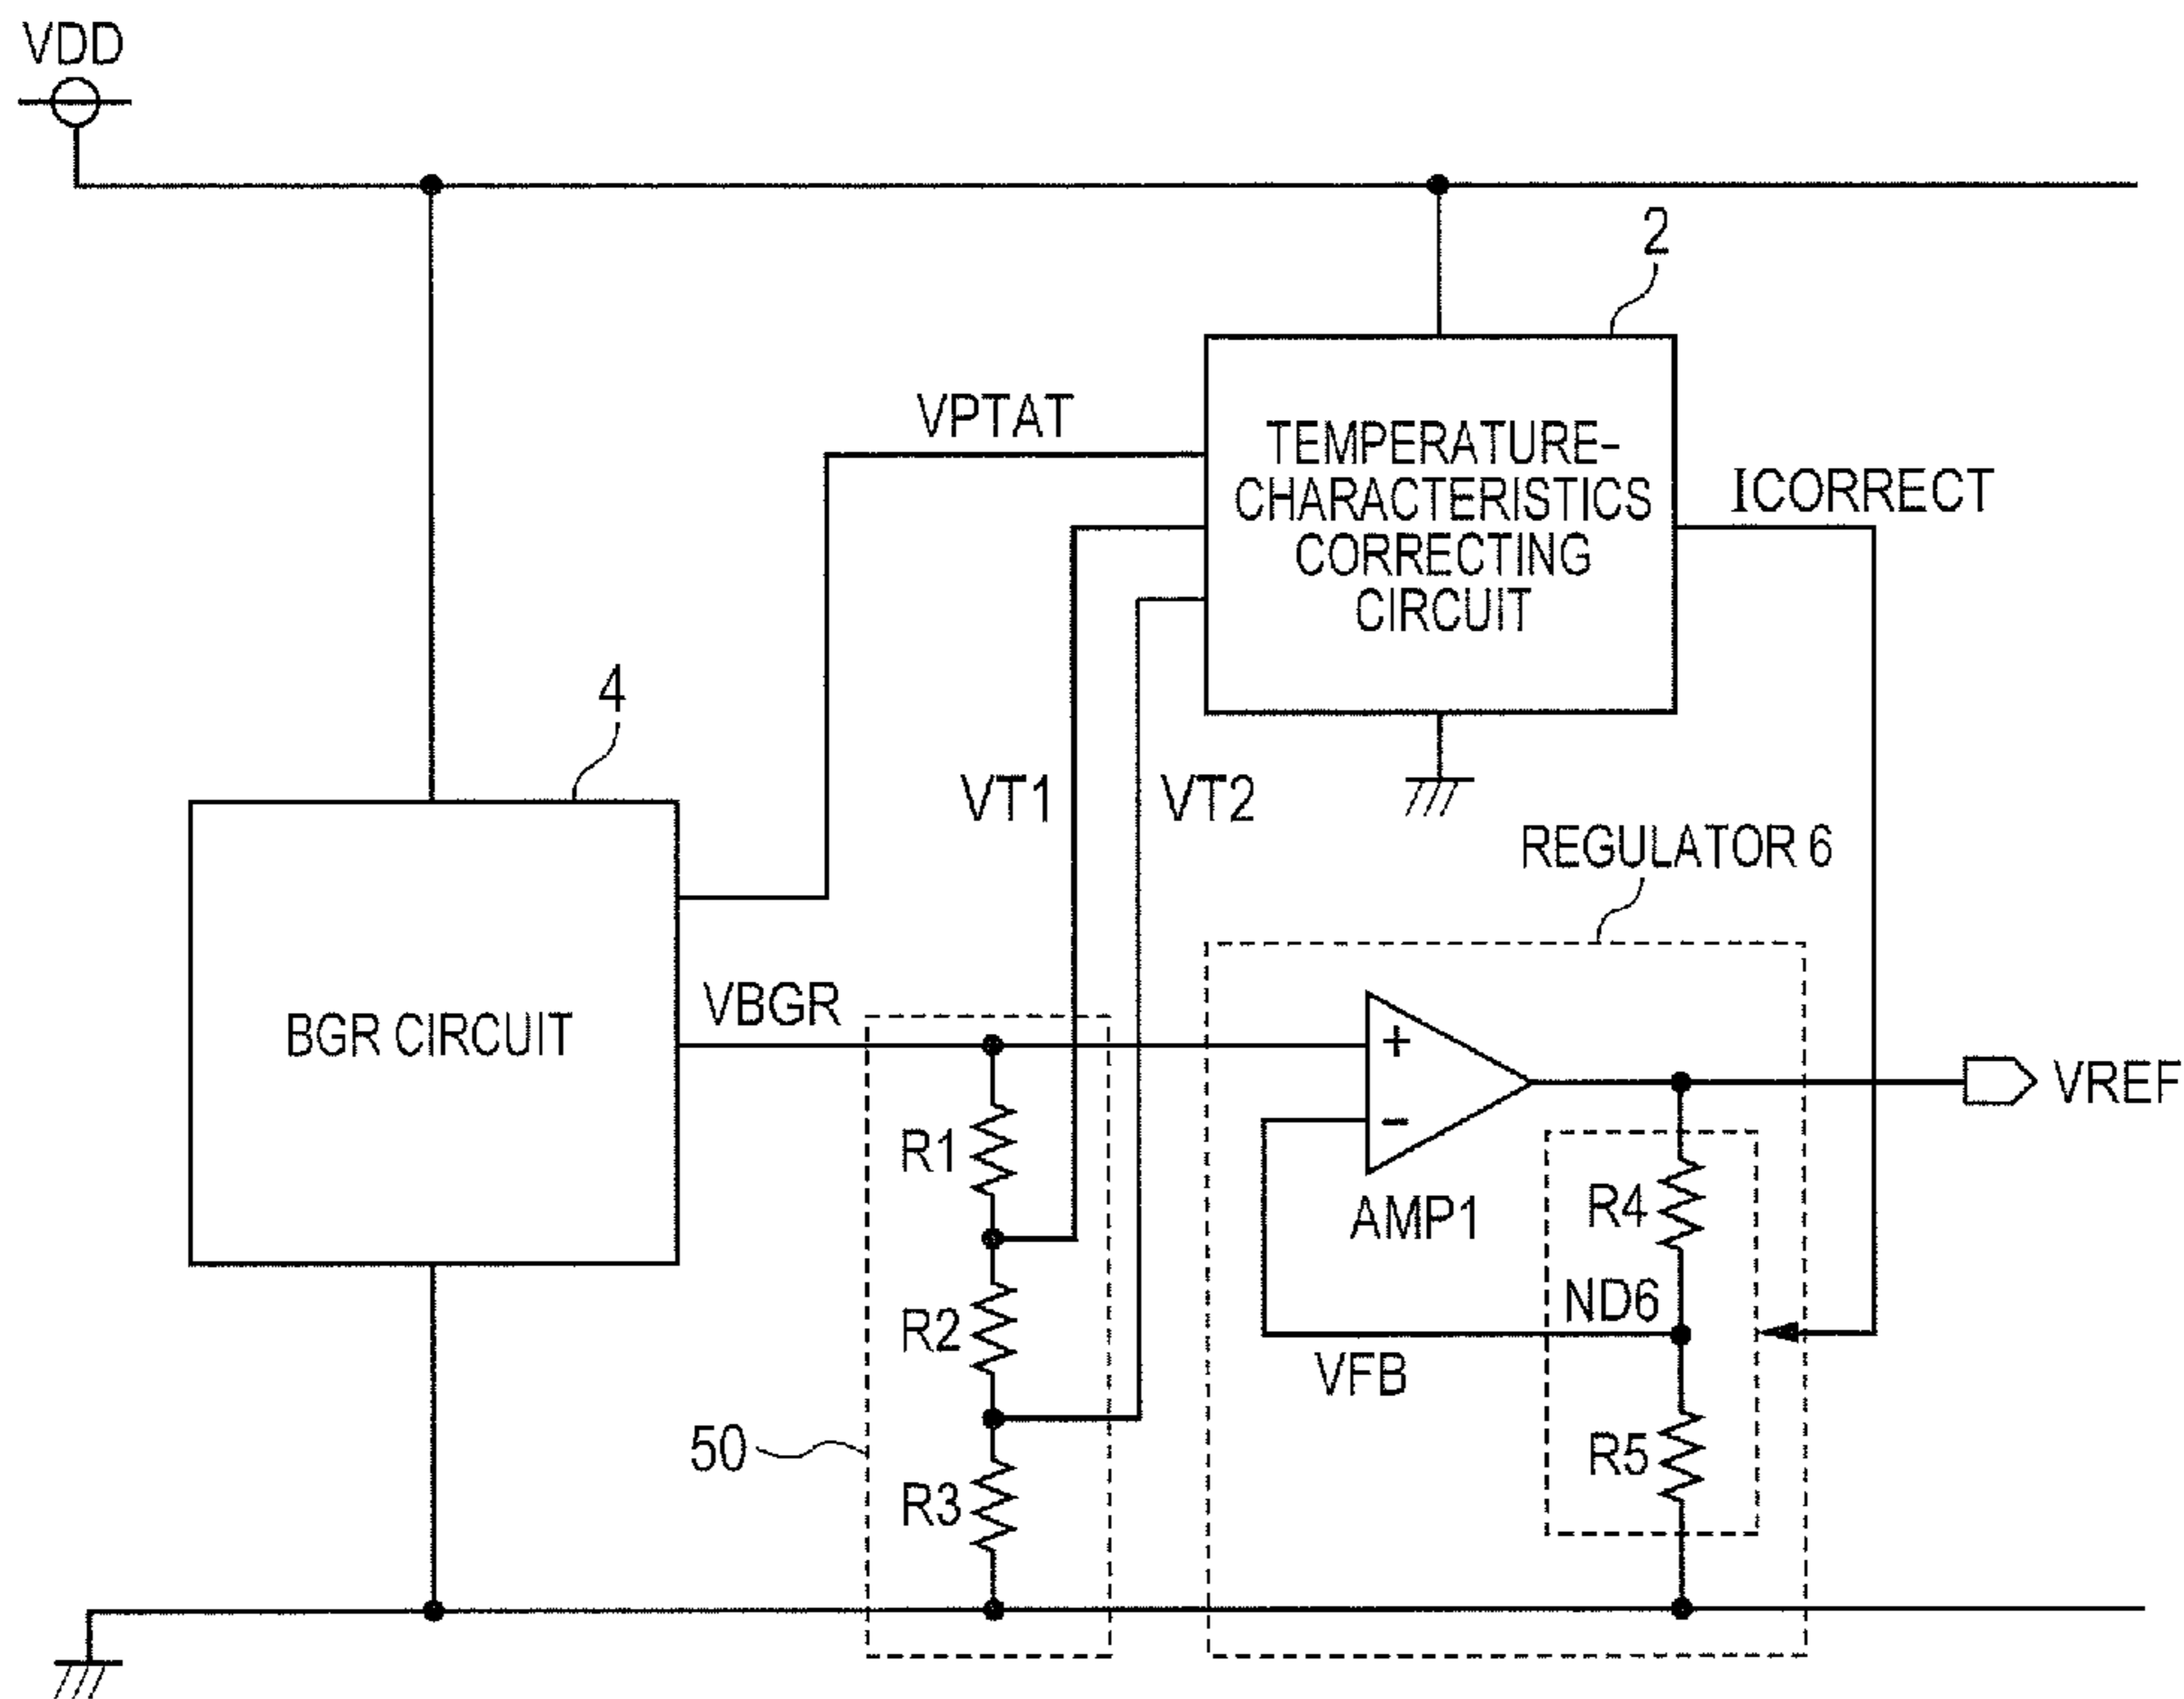 VDD
2
VPTAT
TEMPERATURE-
CHARACTERISTICS
CORRECTING
CIRCUIT
ICORRECT
4
VT1
VT2
REGULATOR 6
BGR CIRCUIT
VBGR
+
-
AMP1
VREF
R1
R4
ND6
R2
VFB
50
R5
R3